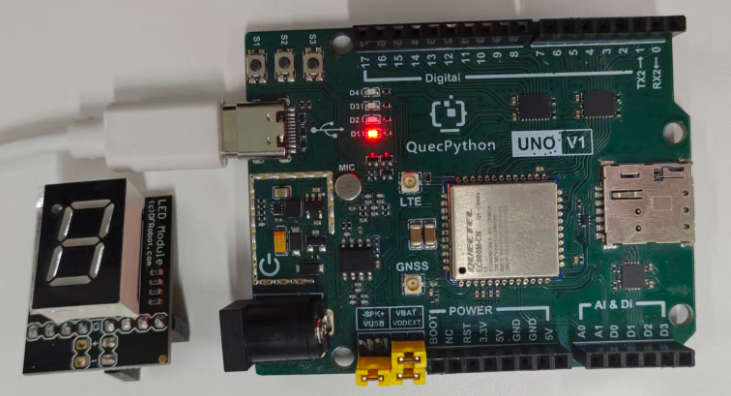 S1
S2
S3
17 16 15 14 13 12 11 10 9 8 7 6 5 4 3 2 TX2→1 RX2←0
Digital
D4
D3
D2
D1
QuecPython
UNO V1
MIC
LTE
GNSS
QUECTEL
LED Module
(c)DFRobot.com
-SPK+
VUSB
VBAT
VDDEXT
POWER
BOOT NC RST 3.3V 5V GND GND 5V
AI & Di
A0 A1 D0 D1 D2 D3